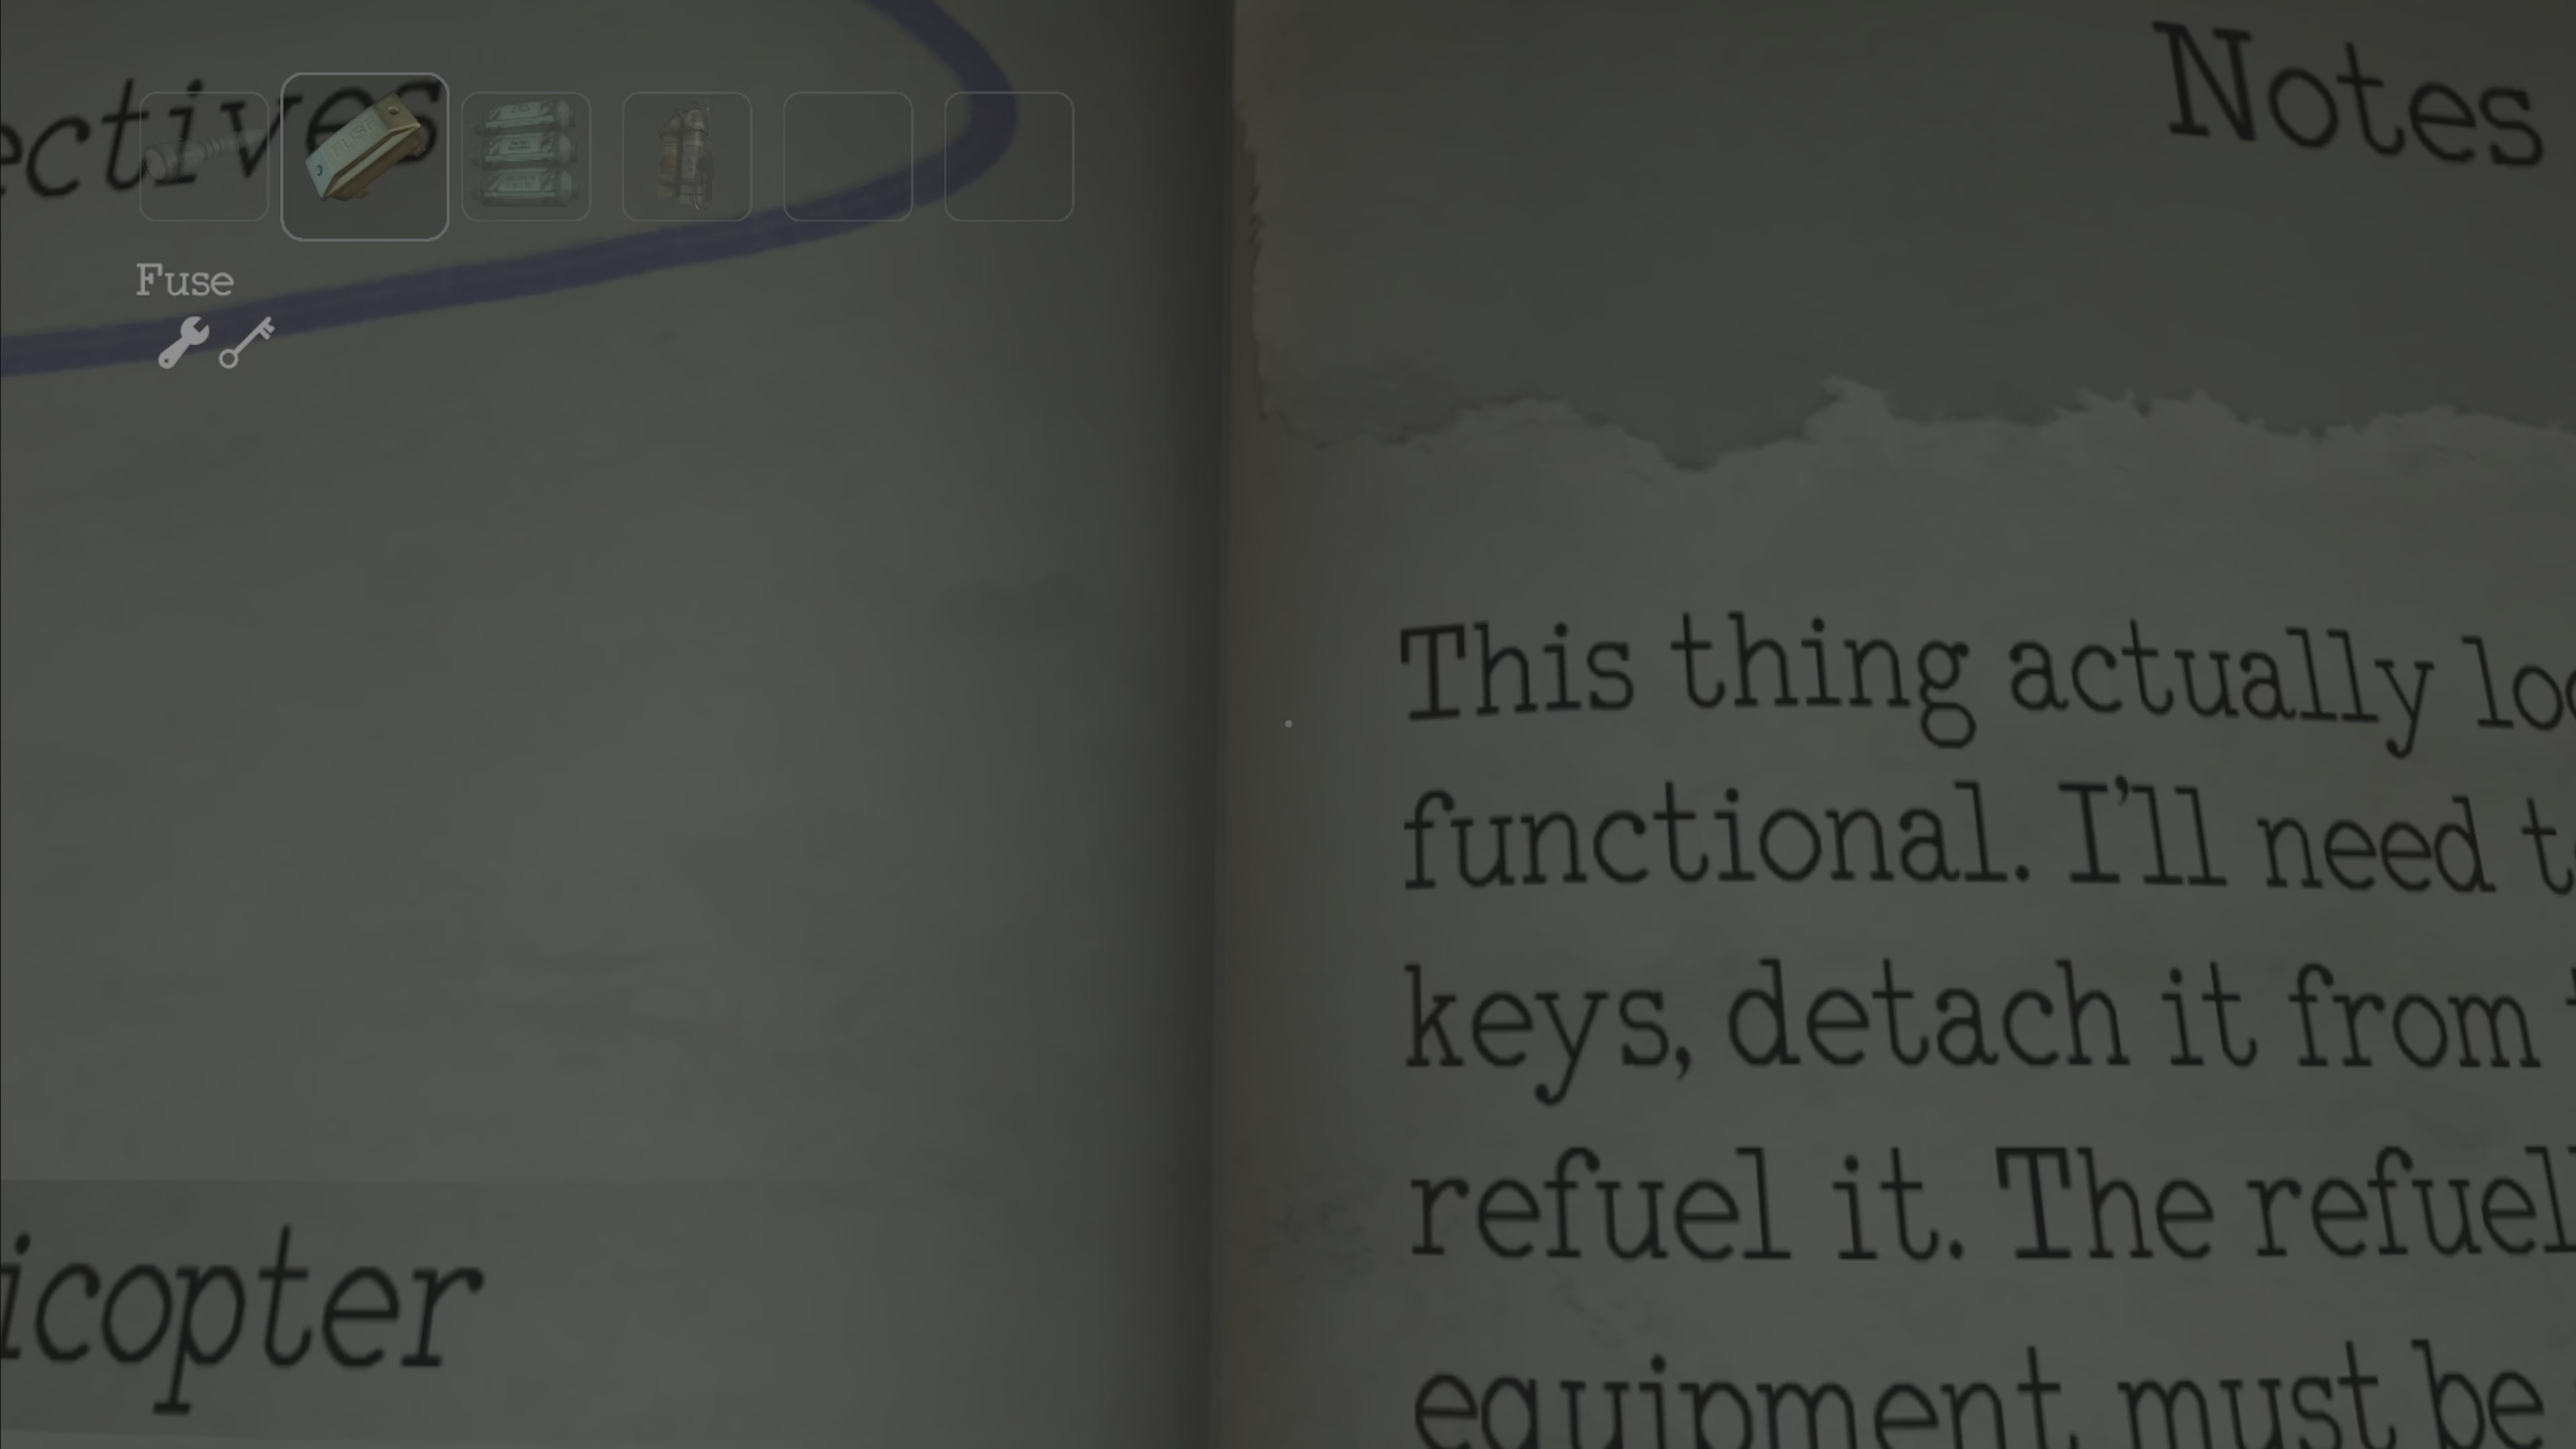 ectives
Fuse
icopter
Notes
This thing actually
functional. I'll need
keys, detach it from
refuel it. The refuel
equipment must be